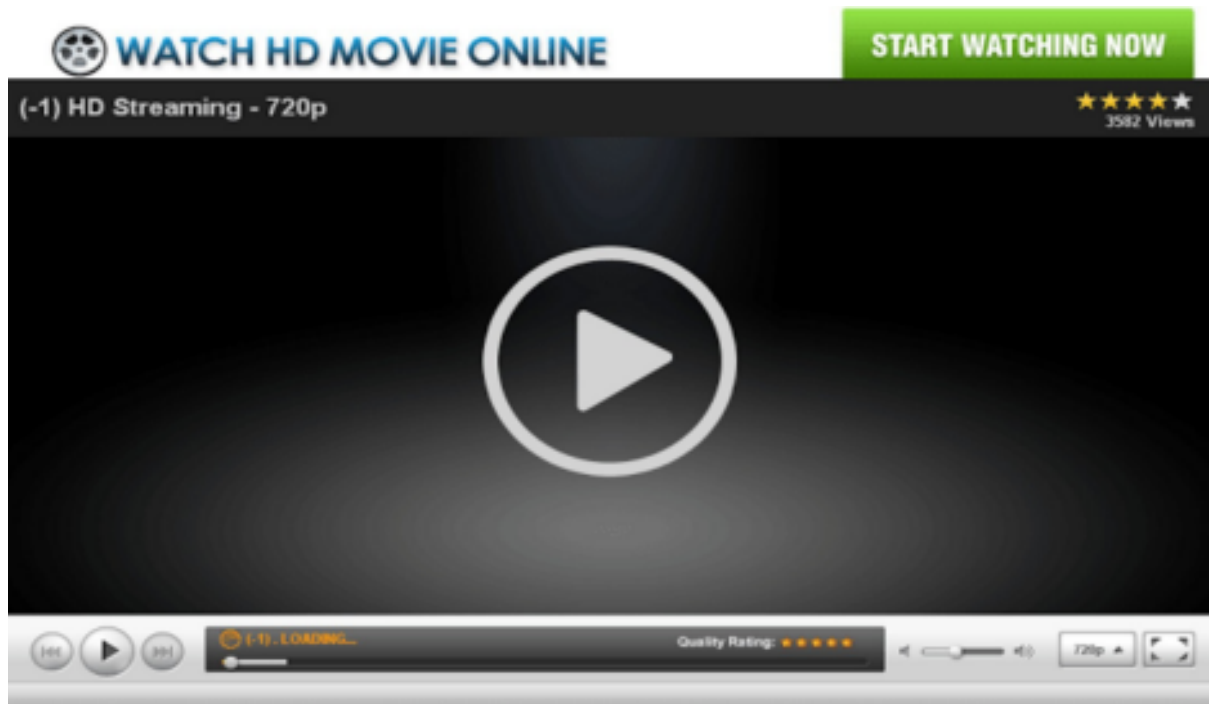 WATCH HD MOVIE ONLINE
START WATCHING NOW
(-1) HD Streaming - 720p
3582 Views
(-1) . LOADING...
Quality Rating:
720p